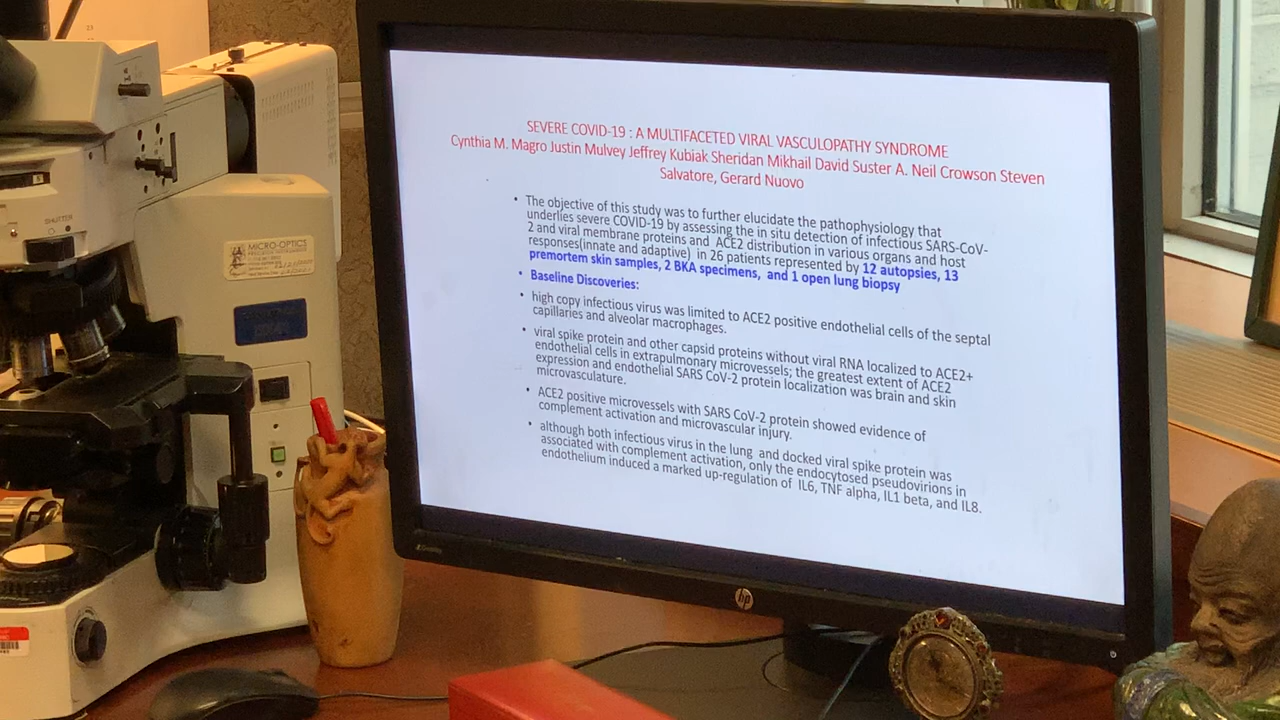 SEVERE COVID-19 : A MULTIFACETED VIRAL VASCULOPATHY SYNDROME
Cynthia M. Magro Justin Mulvey Jeffrey Kubiak Sheridan Mikhail David Suster A. Neil Crowson Steven
Salvatore, Gerard Nuovo
• The objective of this study was to further elucidate the pathophysiology that
underlies severe COVID-19 by assessing the in situ detection of infectious SARS-CoV-
2 and viral membrane proteins and ACE2 distribution in various organs and host
responses(innate and adaptive) in 26 patients represented by 12 autopsies, 13
premortem skin samples, 2 BKA specimens, and 1 open lung biopsy
• Baseline Discoveries:
• high copy infectious virus was limited to ACE2 positive endothelial cells of the septal
capillaries and alveolar macrophages.
• viral spike protein and other capsid proteins without viral RNA localized to ACE2+
endothelial cells in extrapulmonary microvessels; the greatest extent of ACE2
expression and endothelial SARS CoV-2 protein localization was brain and skin
microvasculature.
• ACE2 positive microvessels with SARS CoV-2 protein showed evidence of
complement activation and microvascular injury.
• although both infectious virus in the lung and docked viral spike protein was
associated with complement activation, only the endocytosed pseudovirions in
endothelium induced a marked up-regulation of IL6, TNF alpha, IL1 beta, and IL8.
hp
SHUTTER
MICRO-OPTICS
23